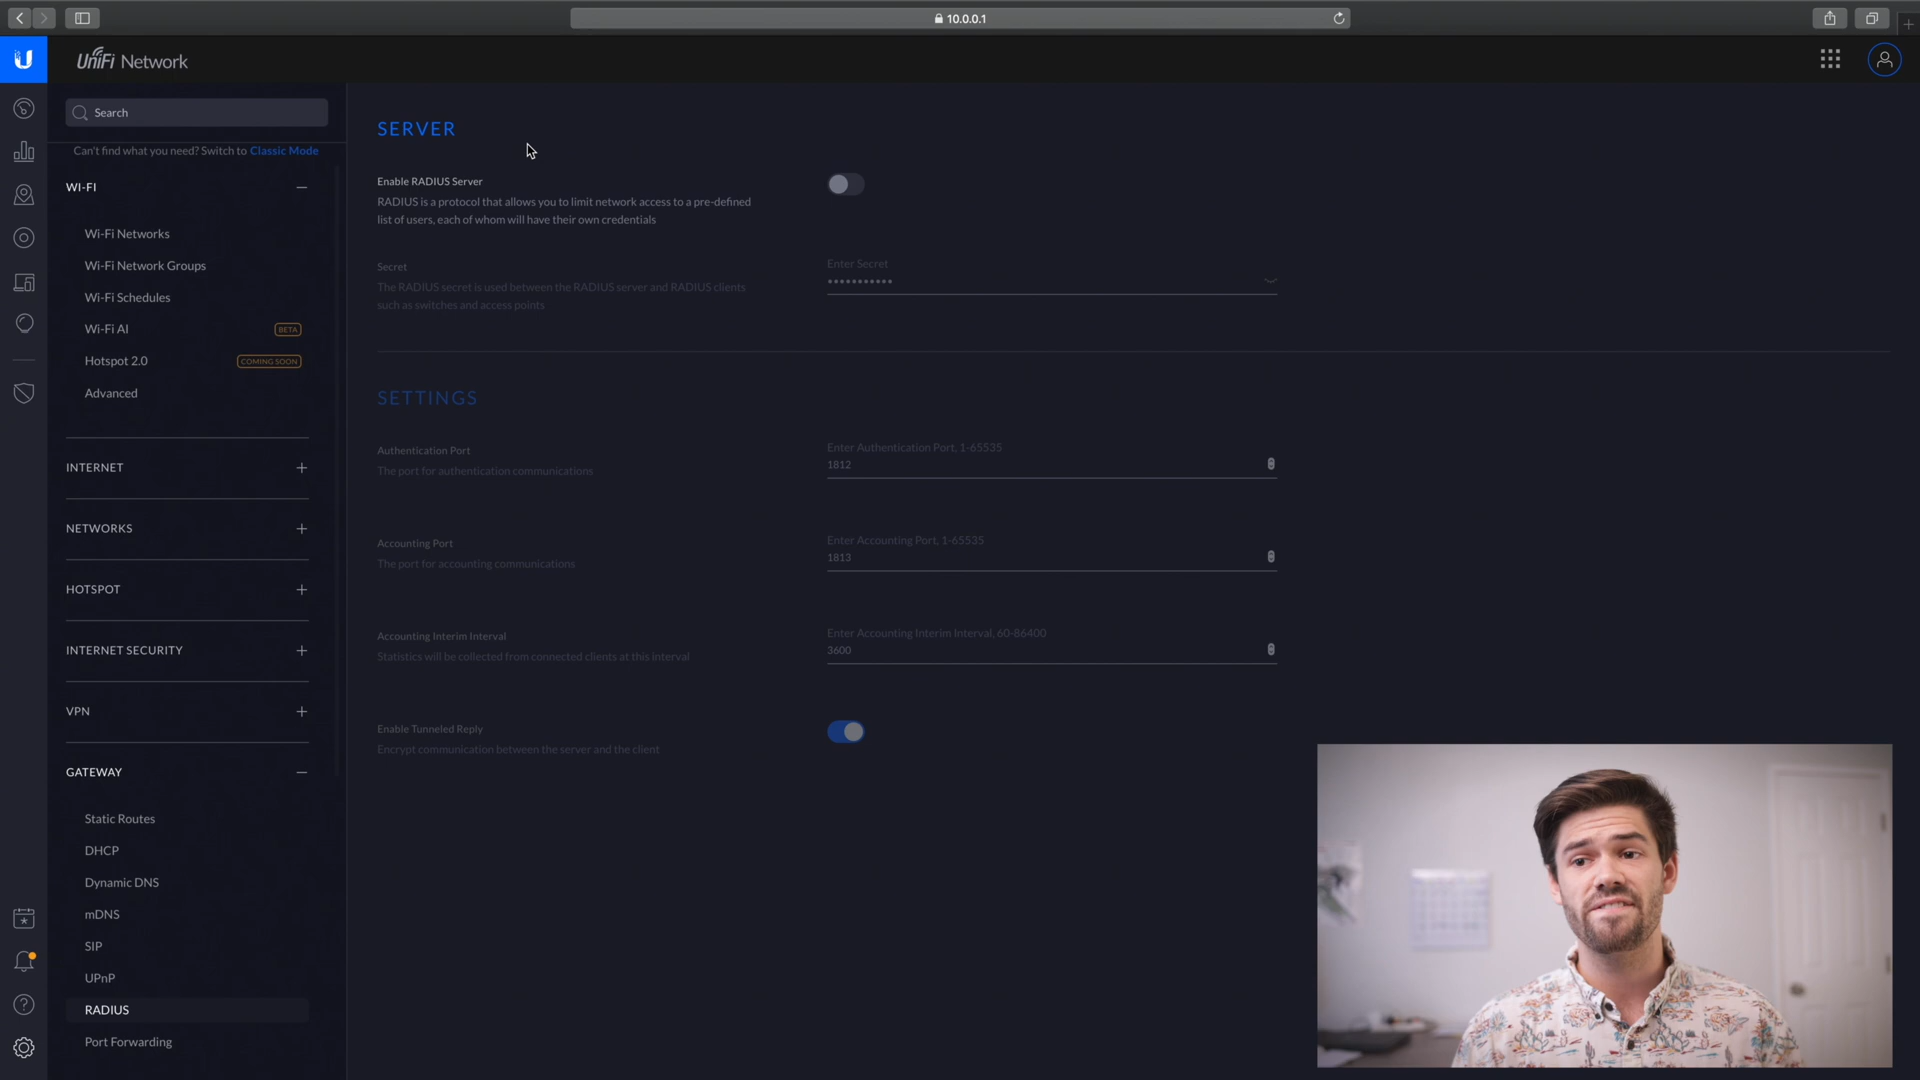 10.0.0.1
UniFi Network
Search
Can't find what you need? Switch to Classic Mode
WI-FI
Wi-Fi Networks
Wi-Fi Network Groups
Wi-Fi Schedules
Wi-Fi AI
BETA
Hotspot 2.0
COMING SOON
Advanced
INTERNET
NETWORKS
HOTSPOT
INTERNET SECURITY
VPN
GATEWAY
Static Routes
DHCP
Dynamic DNS
mDNS
SIP
UPnP
RADIUS
Port Forwarding
SERVER
Enable RADIUS Server
RADIUS is a protocol that allows you to limit network access to a pre-defined
list of users, each of whom will have their own credentials
Secret
The RADIUS secret is used between the RADIUS server and RADIUS clients
such as switches and access points
Enter Secret
•••••••••••
SETTINGS
Authentication Port
The port for authentication communications
Enter Authentication Port, 1-65535
1812
Accounting Port
The port for accounting communications
Enter Accounting Port, 1-65535
1813
Accounting Interim Interval
Statistics will be collected from connected clients at this interval
Enter Accounting Interim Interval, 60-86400
3600
Enable Tunneled Reply
Encrypt communication between the server and the client